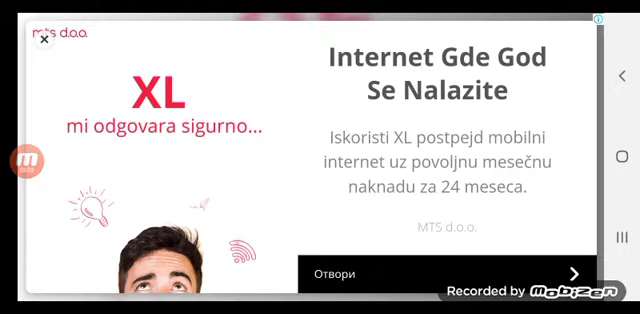 mts d.o.o.
XL
mi odgovara sigurno...
Internet Gde God
Se Nalazite
Iskoristi XL postpejd mobilni
internet uz povoljnu mesečnu
naknadu za 24 meseca.
MTS d.o.o.
Отвори
Recorded by Mobizen